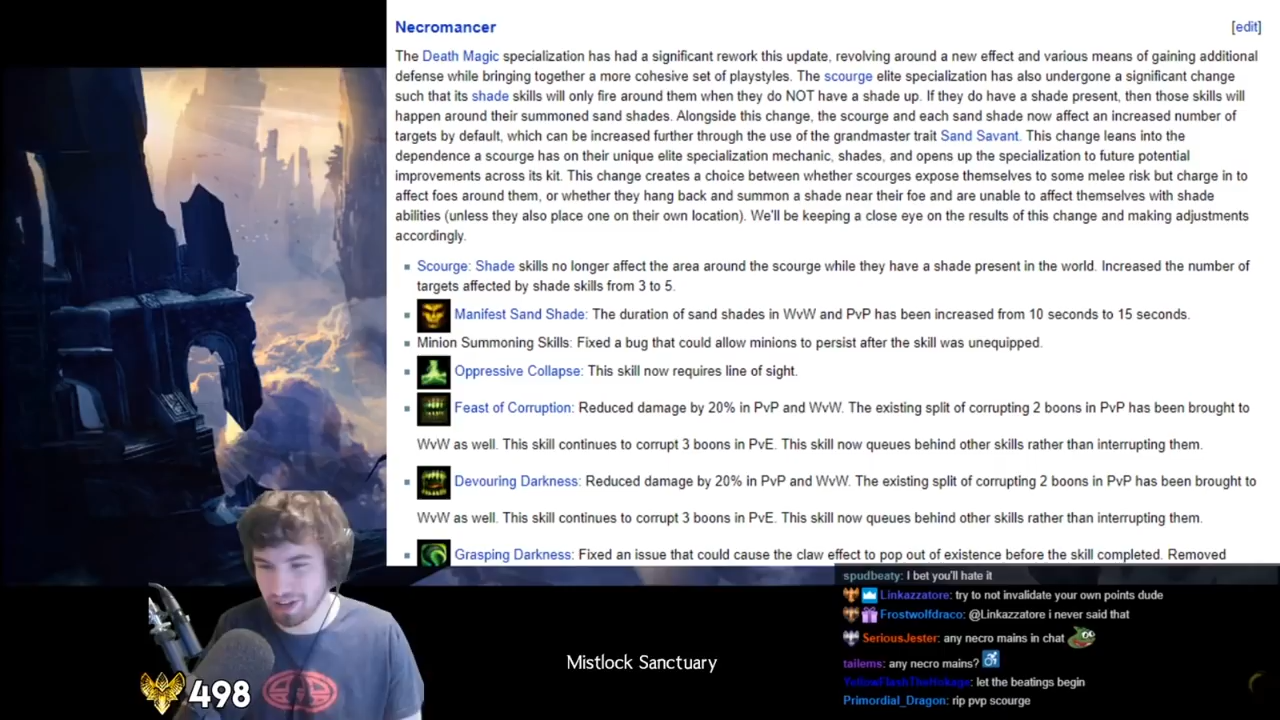 Necromancer
[edit]
The Death Magic specialization has had a significant rework this update, revolving around a new effect and various means of gaining additional
defense while bringing together a more cohesive set of playstyles. The scourge elite specialization has also undergone a significant change
such that its shade skills will only fire around them when they do NOT have a shade up. If they do have a shade present, then those skills will
happen around their summoned sand shades. Alongside this change, the scourge and each sand shade now affect an increased number of
targets by default, which can be increased further through the use of the grandmaster trait Sand Savant. This change leans into the
dependence a scourge has on their unique elite specialization mechanic, shades, and opens up the specialization to future potential
improvements across its kit. This change creates a choice between whether scourges expose themselves to some melee risk but charge in to
affect foes around them, or whether they hang back and summon a shade near their foe and are unable to affect themselves with shade
abilities (unless they also place one on their own location). We'll be keeping a close eye on the results of this change and making adjustments
accordingly.
Scourge: Shade skills no longer affect the area around the scourge while they have a shade present in the world. Increased the number of
targets affected by shade skills from 3 to 5.
Manifest Sand Shade: The duration of sand shades in WvW and PvP has been increased from 10 seconds to 15 seconds.
Minion Summoning Skills: Fixed a bug that could allow minions to persist after the skill was unequipped.
Oppressive Collapse: This skill now requires line of sight.
Feast of Corruption: Reduced damage by 20% in PvP and WvW. The existing split of corrupting 2 boons in PvP has been brought to
WvW as well. This skill continues to corrupt 3 boons in PvE. This skill now queues behind other skills rather than interrupting them.
Devouring Darkness: Reduced damage by 20% in PvP and WvW. The existing split of corrupting 2 boons in PvP has been brought to
WvW as well. This skill continues to corrupt 3 boons in PvE. This skill now queues behind other skills rather than interrupting them.
Grasping Darkness: Fixed an issue that could cause the claw effect to pop out of existence before the skill completed. Removed
spudbeaty: I bet you'll hate it
Linkazzatore: try to not invalidate your own points dude
Frostwolfdraco: @Linkazzatore i never said that
SeriousJester: any necro mains in chat
tailems: any necro mains?
YellowFlashTheHokage: let the beatings begin
Primordial_Dragon: rip pvp scourge
Mistlock Sanctuary
498